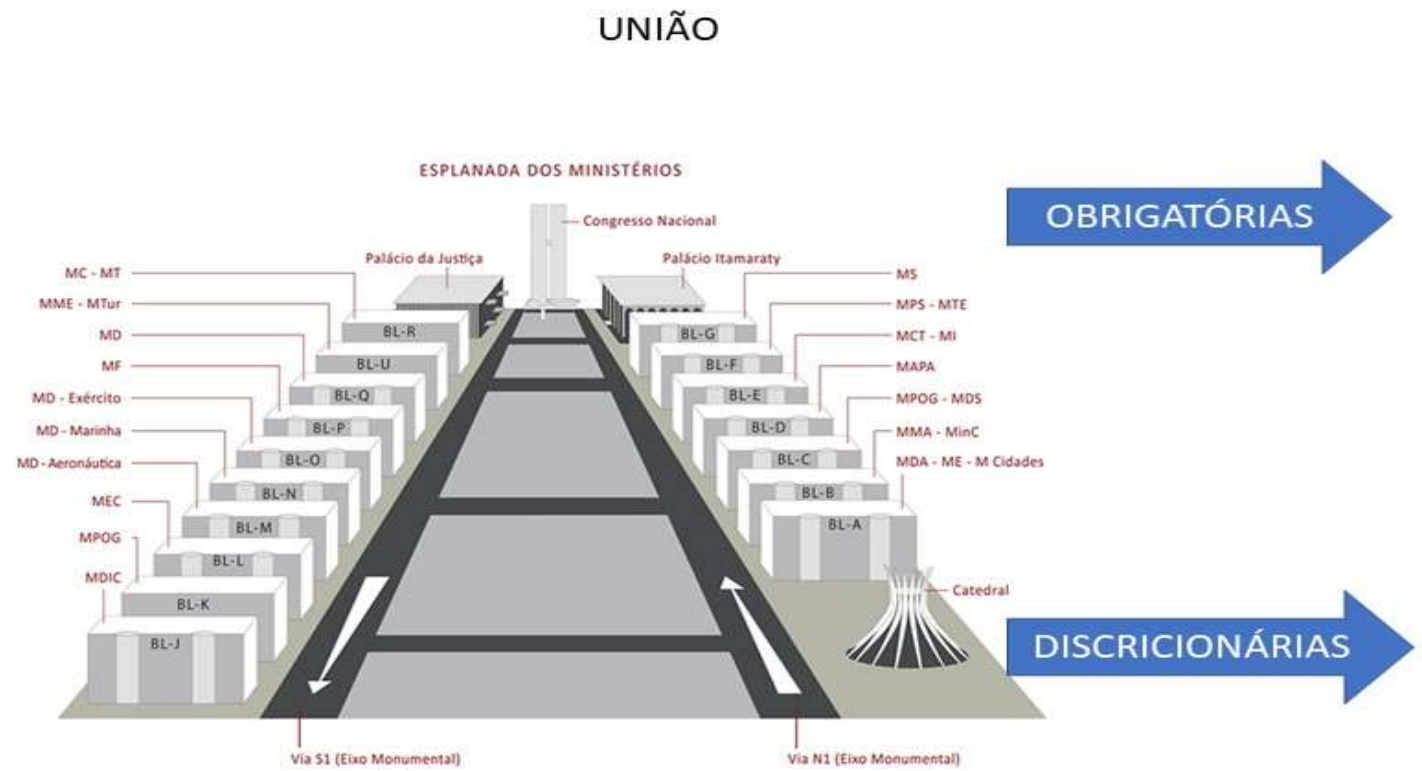 UNIÃO
ESPLANADA DOS MINISTÉRIOS
Congresso Nacional
Palácio da Justiça
Palácio Itamaraty
MC - MT
MME - MTur
MD
MF
MD - Exército
MD - Marinha
MD - Aeronáutica
MEC
MPOG
MDIC
BL-R
BL-U
BL-Q
BL-P
BL-O
BL-N
BL-M
BL-L
BL-K
BL-J
MS
MPS - MTE
MCT - MI
MAPA
MPOG - MDS
MMA - MinC
MDA - ME - M Cidades
BL-G
BL-F
BL-E
BL-D
BL-C
BL-B
BL-A
Catedral
Via S1 (Eixo Monumental)
Via N1 (Eixo Monumental)
OBRIGATÓRIAS
DISCRICIONÁRIAS